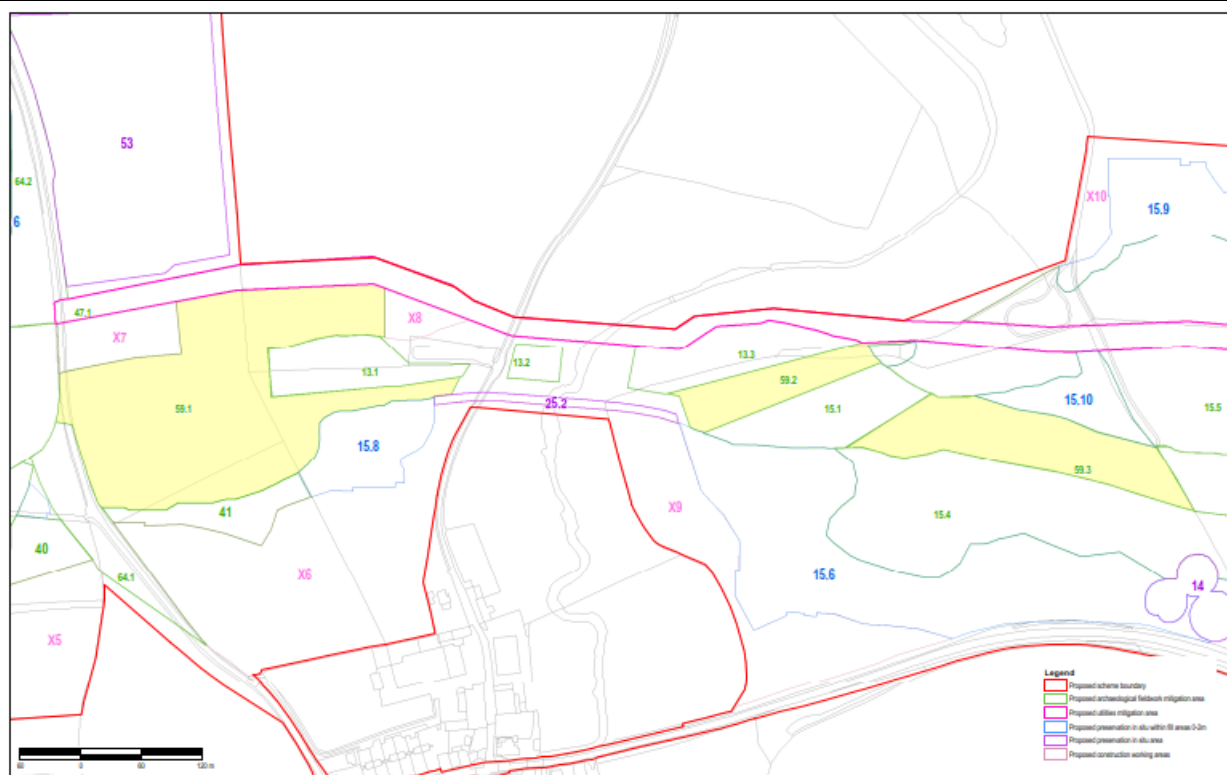 53
64.2
6
X10
15.9
47.1
X7
X8
13.1
13.2
13.3
59.2
59.1
25.2
15.1
15.10
15.5
15.8
59.3
41
X9
15.4
40
64.1
X6
15.6
14
X5
Legend
Proposed scheme boundary
Proposed archaeological fieldwork mitigation area
Proposed utilities mitigation area
Proposed preservation in situ within fill areas 0-2m
Proposed preservation in situ area
Proposed construction working areas
60 0 60 120 m